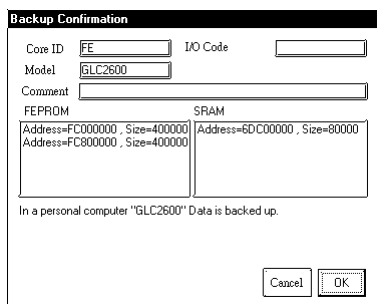 Backup Confirmation
Core ID FE I/O Code
Model GLC2600
Comment
FEPROM SRAM
Address=FC000000 , Size=400000 Address=6DC00000 , Size=80000
Address=FC800000 , Size=400000
In a personal computer "GLC2600" Data is backed up.
Cancel OK